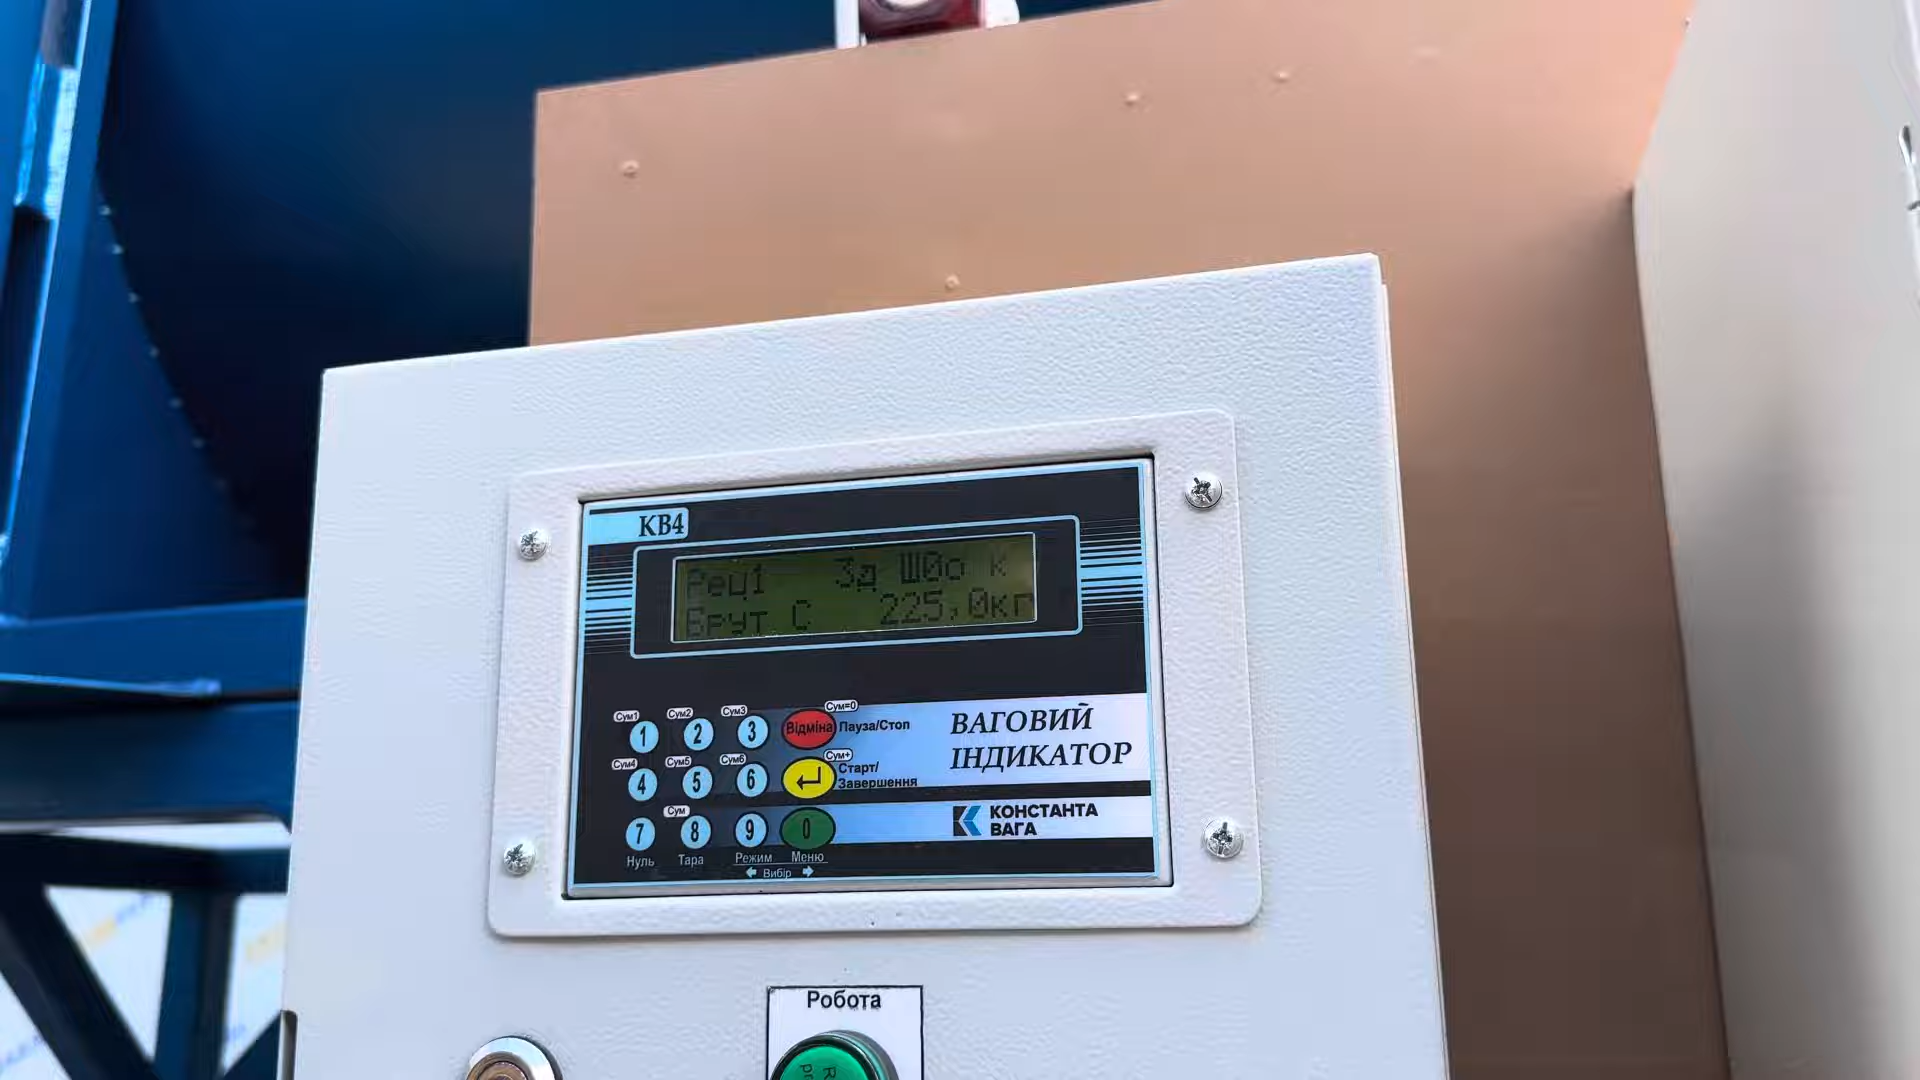 КВ4
Рец1 Зд Ш0о к
Брут С 225,0кг
Сум1 Сум2 Сум3 Сум=0
1 2 3 Відміна Пауза/Стоп
Сум4 Сум5 Сум6 Сум+
4 5 6 Старт/
Завершення
Сум
7 8 9 0
Нуль Тара Режим Меню
Вибір
ВАГОВИЙ
ІНДИКАТОР
КОНСТАНТА
ВАГА
Робота